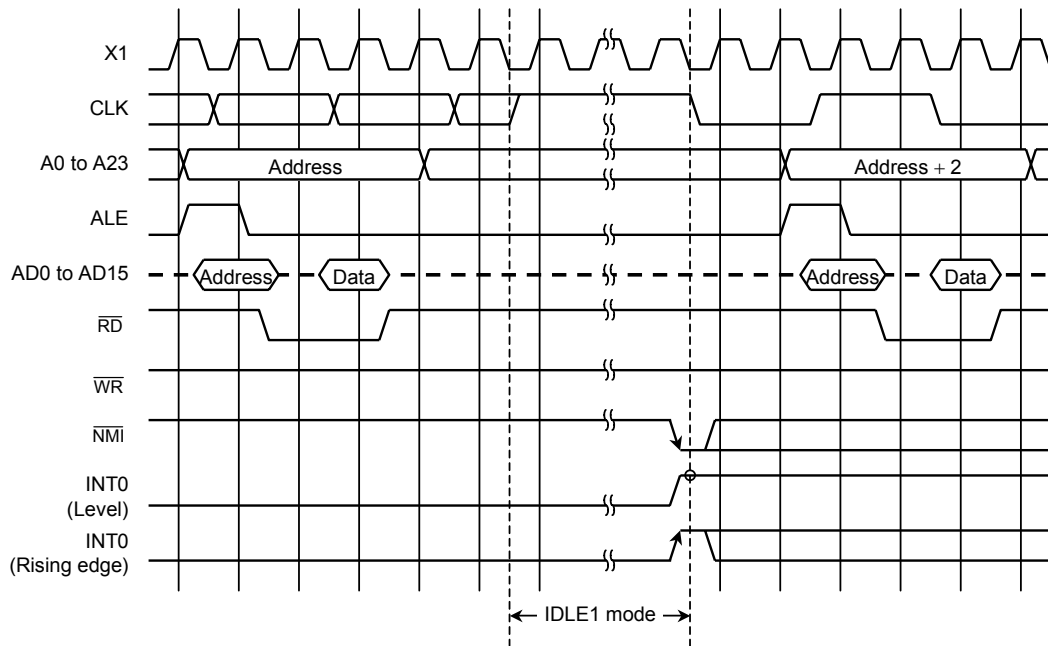 X1
CLK
A0 to A23
Address
Address + 2
ALE
AD0 to AD15
Address
Data
Address
Data
RD
WR
NMI
INT0
(Level)
INT0
(Rising edge)
IDLE1 mode